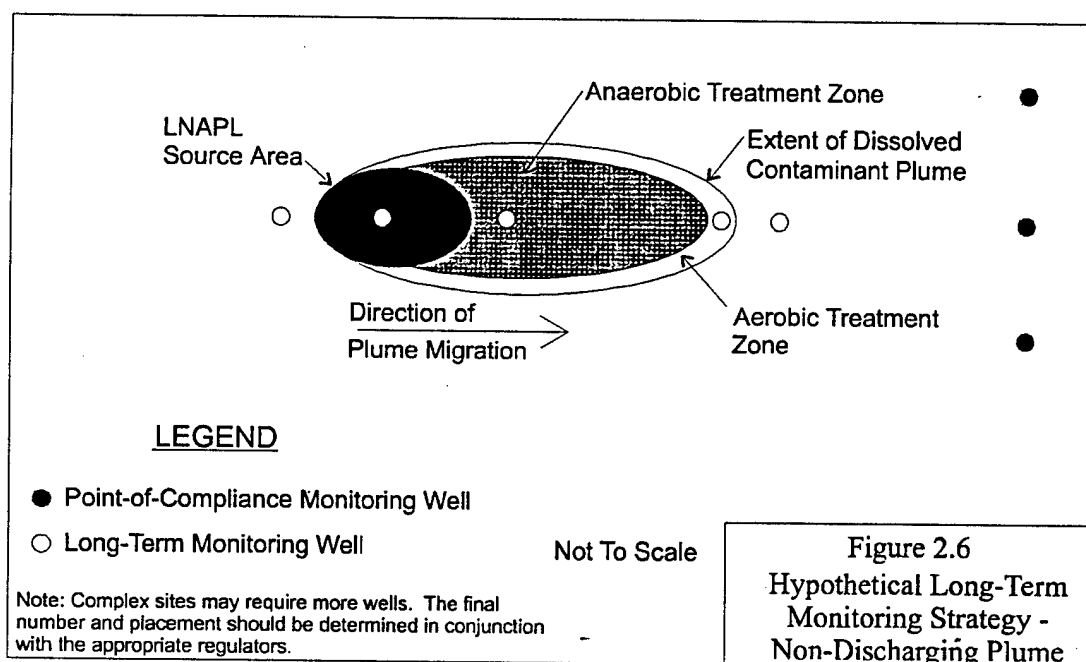 Anaerobic Treatment Zone
LNAPL
Source Area
Extent of Dissolved
Contaminant Plume
Direction of
Plume Migration
Aerobic Treatment
Zone
LEGEND
Point-of-Compliance Monitoring Well
Long-Term Monitoring Well
Not To Scale
Note: Complex sites may require more wells. The final
number and placement should be determined in conjunction
with the appropriate regulators.
Figure 2.6
Hypothetical Long-Term
Monitoring Strategy -
Non-Discharging Plume